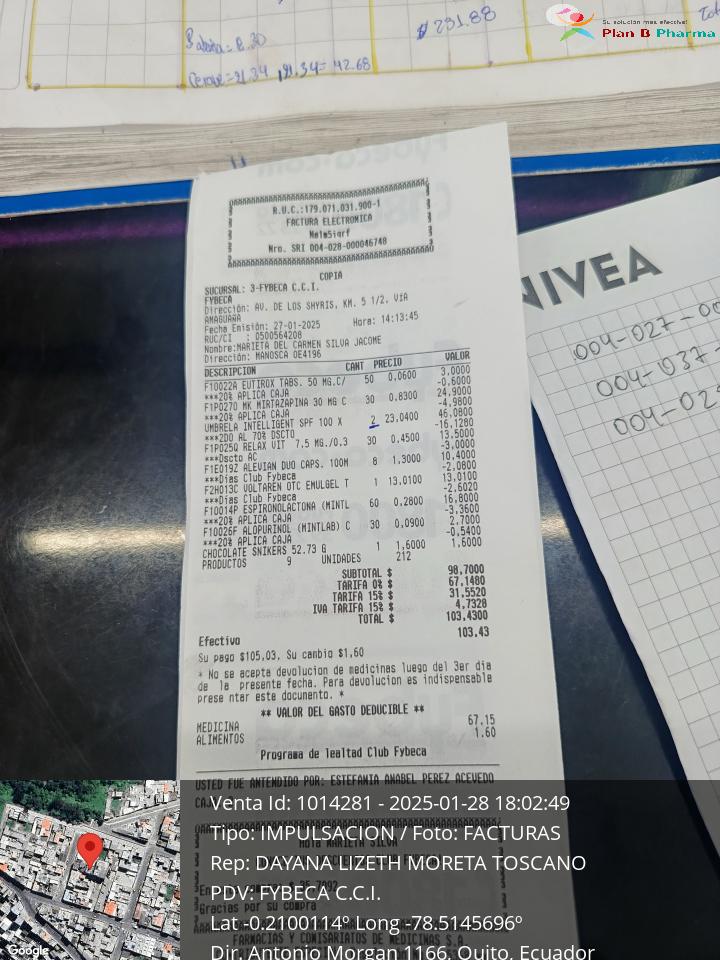 $ 231.88
= 8.30
= 21.34 , 21.34 = 42.68
Su solución más efectiva!
Plan B Pharma
R.U.C.:179.071.031.900-1
FACTURA ELECTRONICA
Nro. SRI 004-028-000046748
COPIA
SUCURSAL: 3-FYBECA C.C.I.
FYBECA
Dirección: AV. DE LOS SHYRIS, KM. 5 1/2, VIA
AMAGUAÑA
Fecha Emisión: 27-01-2025 Hora: 14:13:45
RUC/CI : 0500564208
Nombre:MARIETA DEL CARMEN SILVA JACOME
Dirección: MANOSCA OE4196
DESCRIPCION CANT PRECIO VALOR
F10022A EUTIROX TABS. 50 MG.C/ 50 0,0600 3,0000
***20% APLICA CAJA -0,6000
F1P0270 MK MIRTAZAPINA 30 MG C 30 0,8300 24,9000
***20% APLICA CAJA -4,9800
UMBRELA INTELLIGENT SPF 100 X 2 23,0400 46,0800
***2DO AL 70% DSCTO -16,1280
F1P025Q RELAX VIT 7.5 MG./0.3 30 0,4500 13,5000
***Dscto AC -3,0000
F1E019Z ALEVIAN DUO CAPS. 100M 8 1,3000 10,4000
***Dias Club Fybeca -2,0800
F2H013C VOLTAREN OTC EMULGEL T 1 13,0100 13,0100
***Dias Club Fybeca -2,6020
F10014P ESPIRONOLACTONA (MINTL 60 0,2800 16,8000
***20% APLICA CAJA -3,3600
F10026F ALOPURINOL (MINTLAB) C 30 0,0900 2,7000
***20% APLICA CAJA -0,5400
CHOCOLATE SNIKERS 52.73 G 1 1,6000 1,6000
PRODUCTOS 9 UNIDADES 212
SUBTOTAL $ 98,7000
TARIFA 0% $ 67,1480
TARIFA 15% $ 31,5520
IVA TARIFA 15% $ 4,7328
TOTAL $ 103,4300
Efectivo 103,43
Su pago $105,03, Su cambio $1,60
* No se acepta devolucion de medicinas luego del 3er dia
de la presente fecha. Para devolucion es indispensable
prese ntar este documento. *
** VALOR DEL GASTO DEDUCIBLE **
MEDICINA 67.15
ALIMENTOS 1.60
Programa de lealtad Club Fybeca
USTED FUE ANTENDIDO POR: ESTEFANIA ANABEL PEREZ ACEVEDO
NIVEA
004-027-00
004-037-
004-02
Venta Id: 1014281 - 2025-01-28 18:02:49
Tipo: IMPULSACION / Foto: FACTURAS
Rep: DAYANA LIZETH MORETA TOSCANO
PDV: FYBECA C.C.I.
Lat -0.2100114º Long -78.5145696º
Dir. Antonio Morgan 1166, Quito, Ecuador
Gracias por su compra
FARMACIAS Y COMISARIATOS DE MEDICINAS S.A
Google